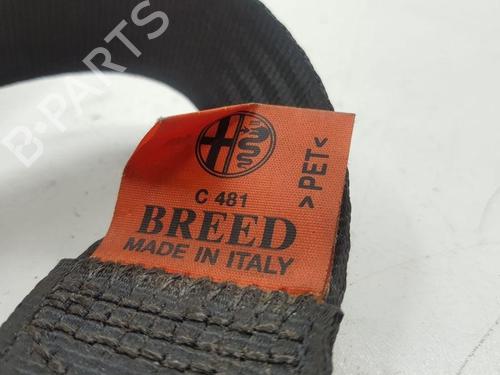 C 481
BREED
MADE IN ITALY
>PET<
B-PARTS